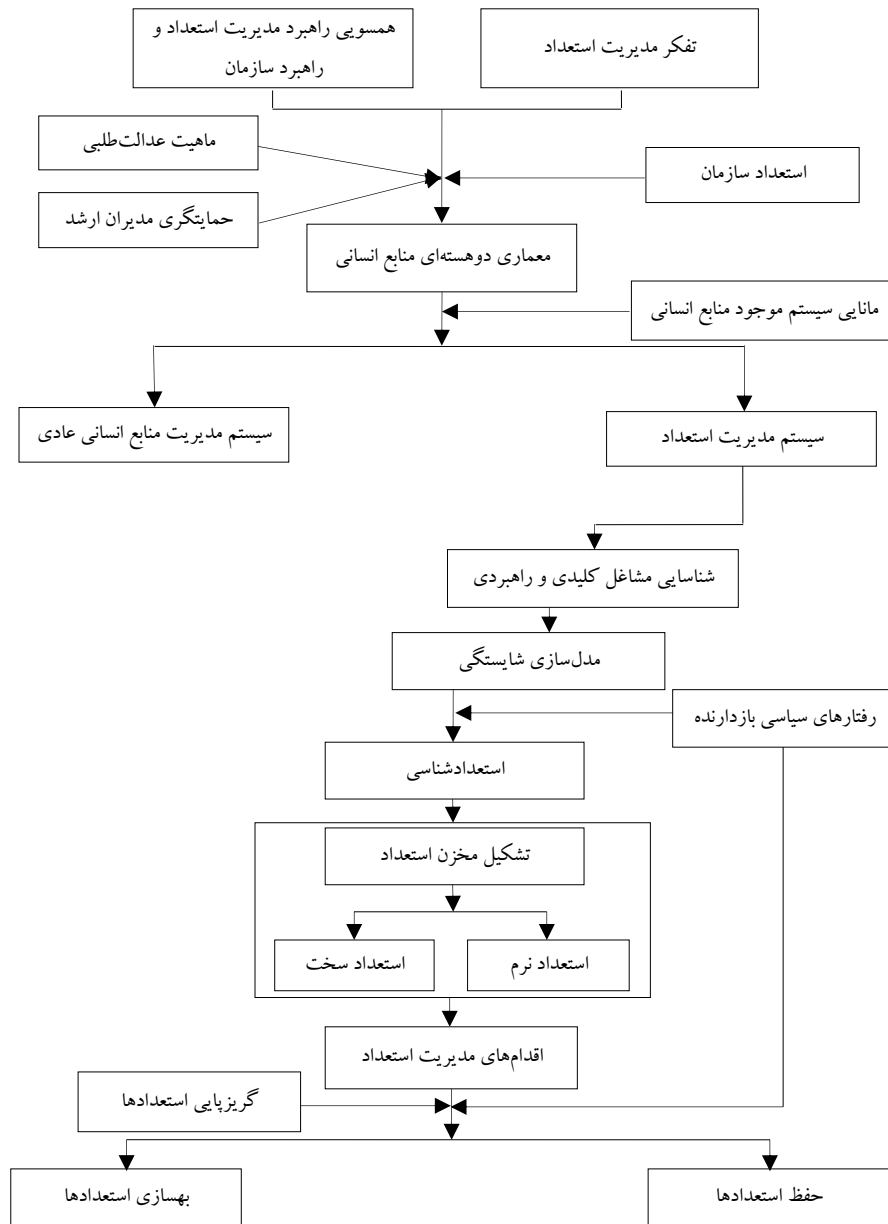 تفکر مدیریت استعداد
همسویی راهبرد مدیریت استعداد و
راهبرد سازمان
ماهیت عدالت‌طلبی
استعداد سازمان
حمایتگری مدیران ارشد
معماری دوهسته‌ای منابع انسانی
مانایی سیستم موجود منابع انسانی
سیستم مدیریت استعداد
سیستم مدیریت منابع انسانی عادی
شناسایی مشاغل کلیدی و راهبردی
مدل‌سازی شایستگی
رفتارهای سیاسی بازدارنده
استعدادشناسی
تشکیل مخزن استعداد
استعداد نرم
استعداد سخت
اقدام‌های مدیریت استعداد
گریزپایی استعدادها
حفظ استعدادها
بهسازی استعدادها